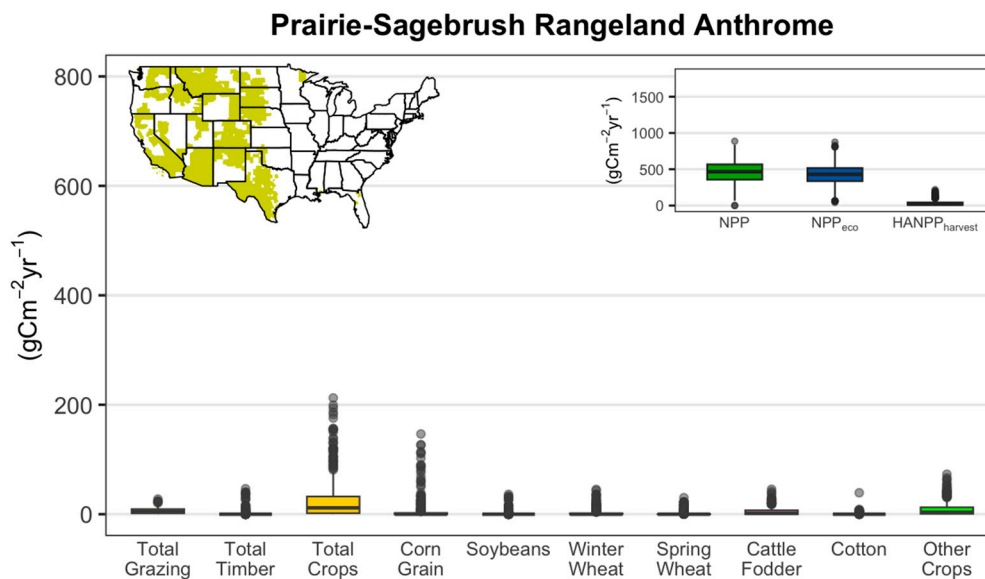 Prairie-Sagebrush Rangeland Anthrome
(gCm⁻²yr⁻¹)
800
600
400
200
0
(gCm⁻²yr⁻¹)
1500
1000
500
0
NPP NPPeco HANPPharvest
Total Grazing
Total Timber
Total Crops
Corn Grain
Soybeans
Winter Wheat
Spring Wheat
Cattle Fodder
Cotton
Other Crops